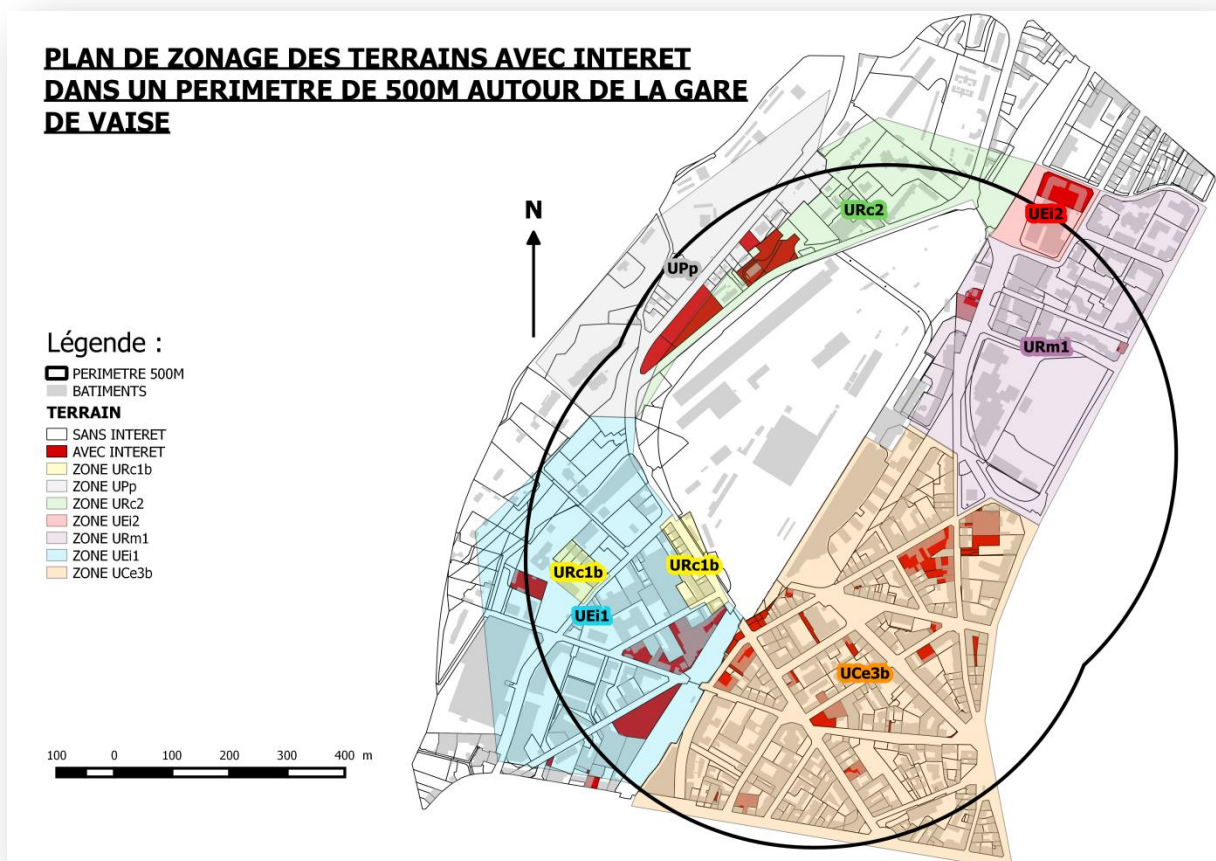 PLAN DE ZONAGE DES TERRAINS AVEC INTERET
DANS UN PERIMETRE DE 500M AUTOUR DE LA GARE
DE VAISE
N
URc2
UEi2
UPp
URm1
Légende :
PERIMETRE 500M
BATIMENTS
TERRAIN
SANS INTERET
AVEC INTERET
ZONE URc1b
ZONE UPp
ZONE URc2
ZONE UEi2
ZONE URm1
ZONE UEi1
ZONE UCe3b
URc1b
URc1b
UEi1
UCe3b
100 0 100 200 300 400 m